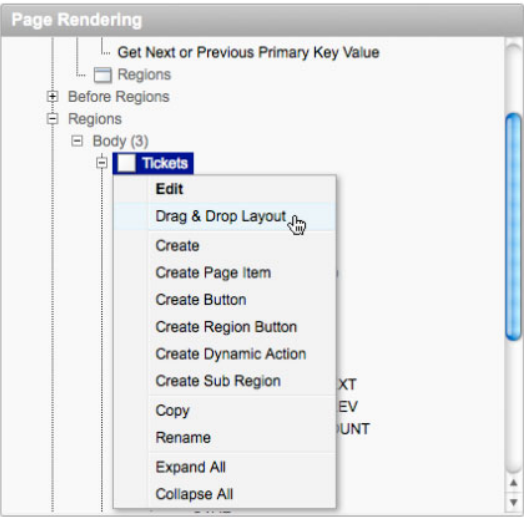 Page Rendering
Get Next or Previous Primary Key Value
Regions
Before Regions
Regions
Body (3)
Tickets
Edit
Drag & Drop Layout
Create
Create Page Item
Create Button
Create Region Button
Create Dynamic Action
Create Sub Region
XT
Copy
EV
Rename
UNT
Expand All
Collapse All